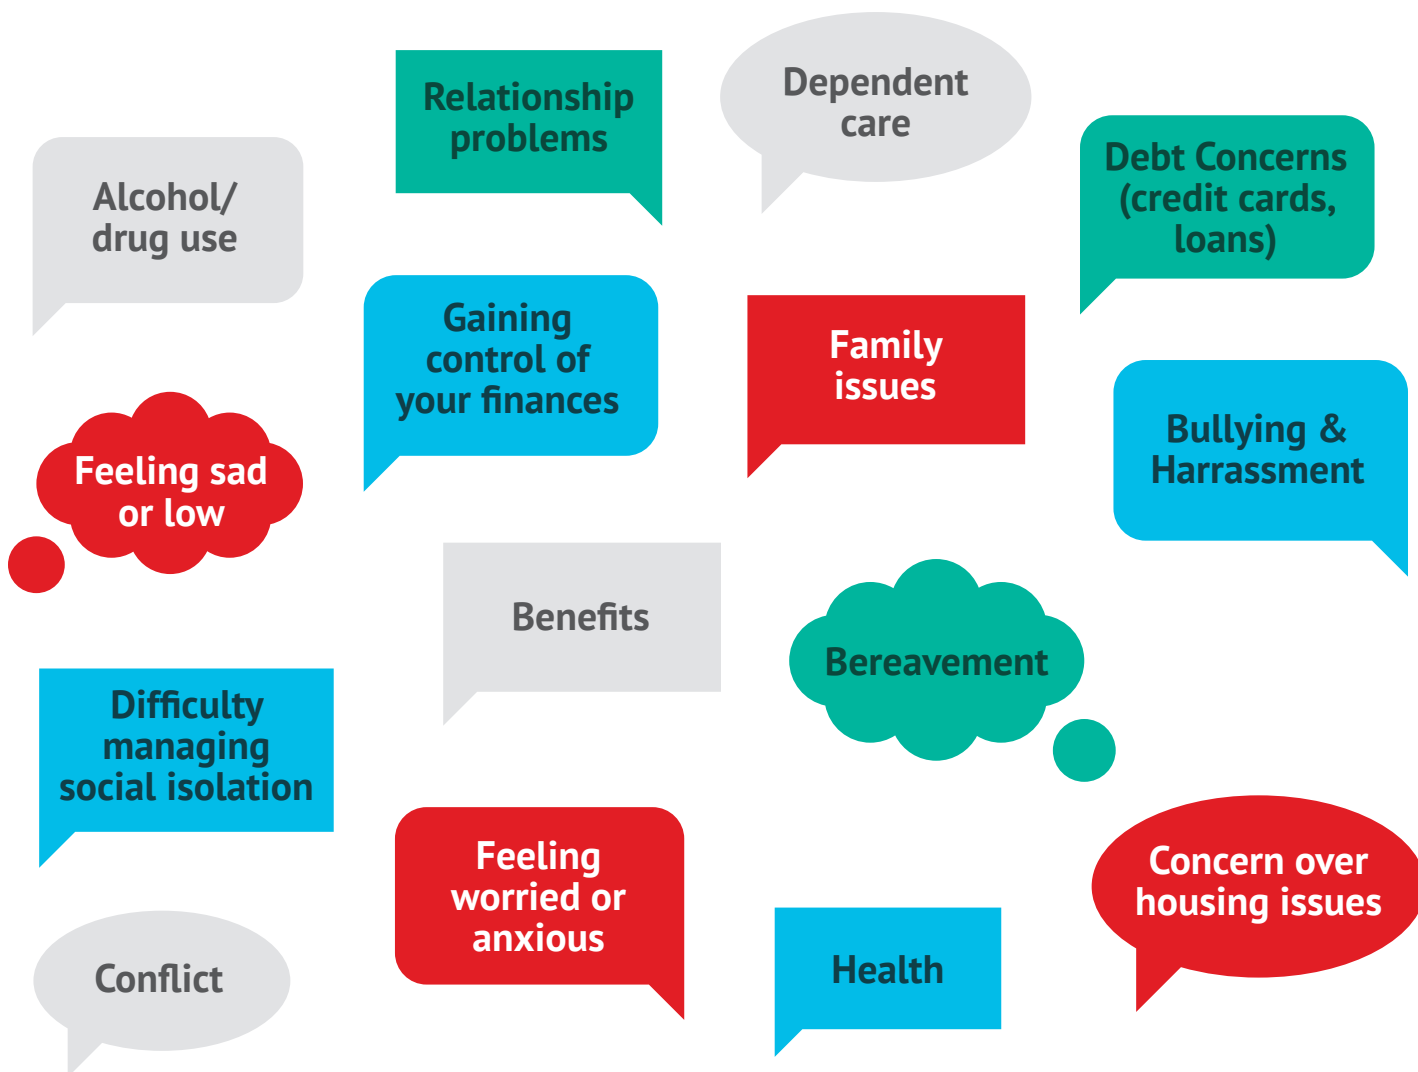 Relationship
problems
Dependent
care
Alcohol/
drug use
Debt Concerns
(credit cards,
loans)
Gaining
control of
your finances
Family
issues
Bullying &
Harrassment
Feeling sad
or low
Benefits
Bereavement
Difficulty
managing
social isolation
Feeling
worried or
anxious
Concern over
housing issues
Conflict
Health